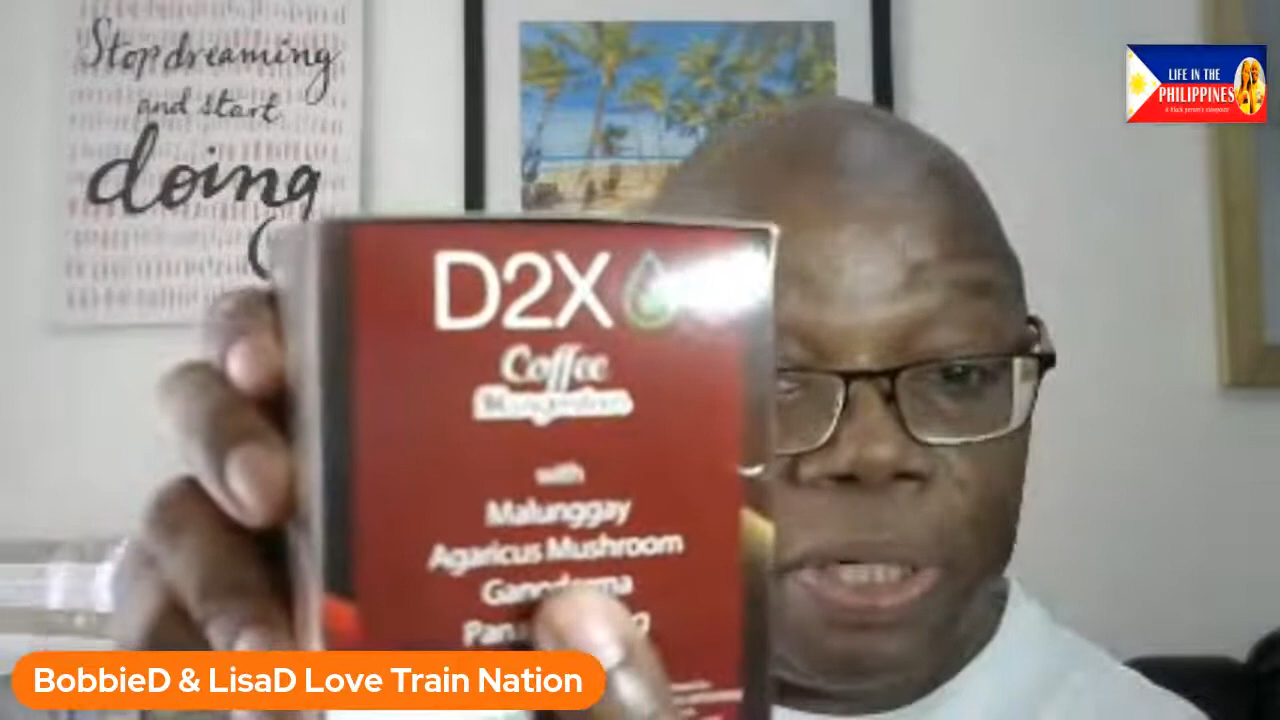 Stop dreaming
and start
doing
LIFE IN THE
PHILIPPINES
D2X
Coffee
with
Malunggay
Agaricus Mushroom
Ganoderma
BobbieD & LisaD Love Train Nation